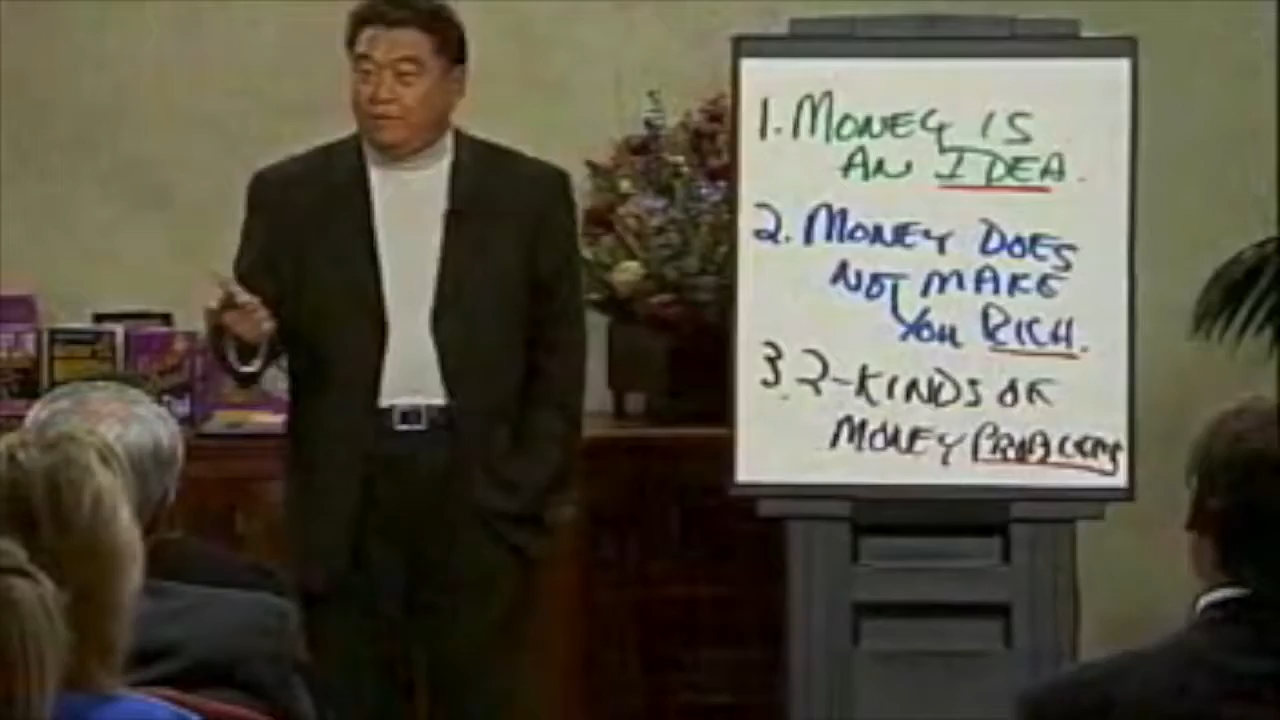 1. MONEY IS
AN IDEA.
2. MONEY DOES
NOT MAKE
YOU RICH.
3. 2-KINDS OF
MONEY PROBLEMS